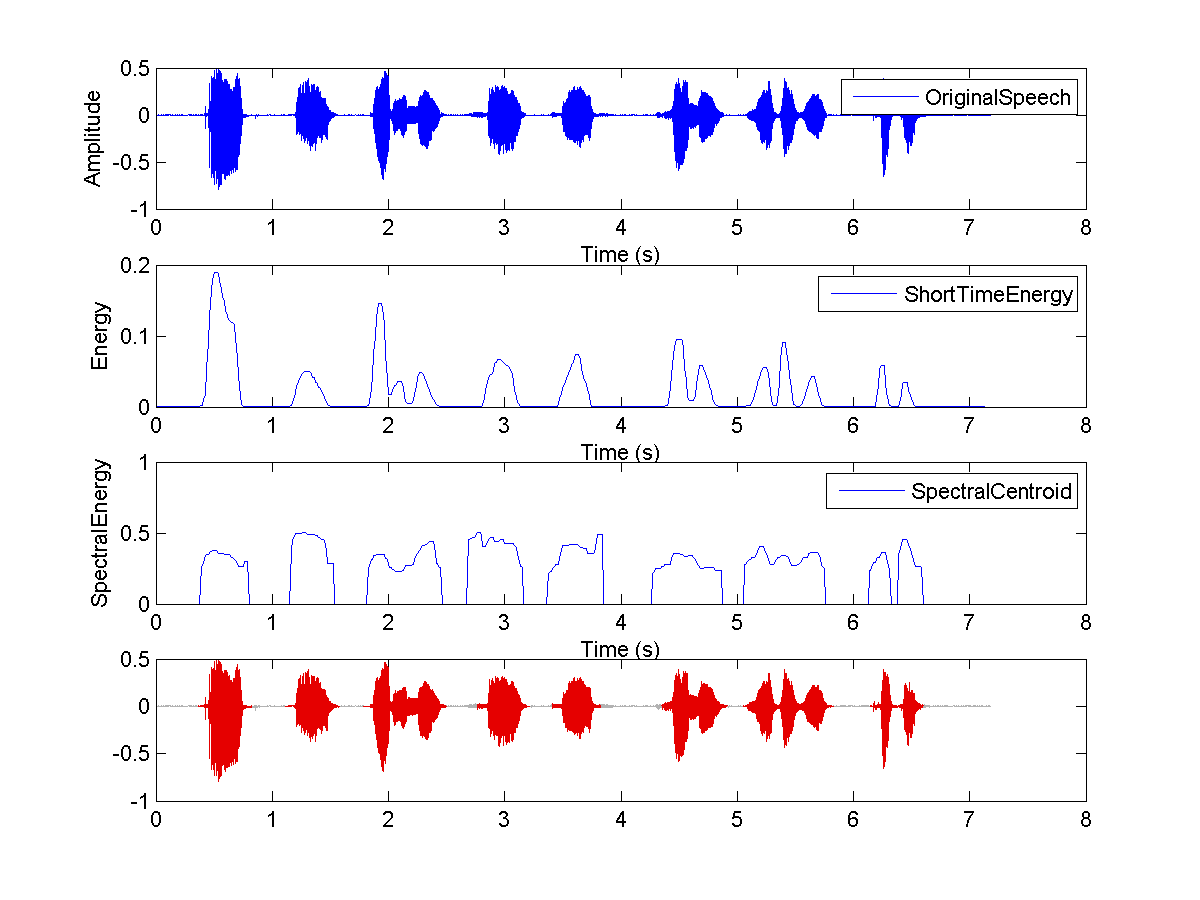 0.5
0
-0.5
-1
Amplitude
OriginalSpeech
0 1 2 3 4 5 6 7 8
Time (s)
0.2
0.1
0
Energy
ShortTimeEnergy
0 1 2 3 4 5 6 7 8
Time (s)
1
0.5
0
SpectralEnergy
SpectralCentroid
0 1 2 3 4 5 6 7 8
Time (s)
0.5
0
-0.5
-1
0 1 2 3 4 5 6 7 8